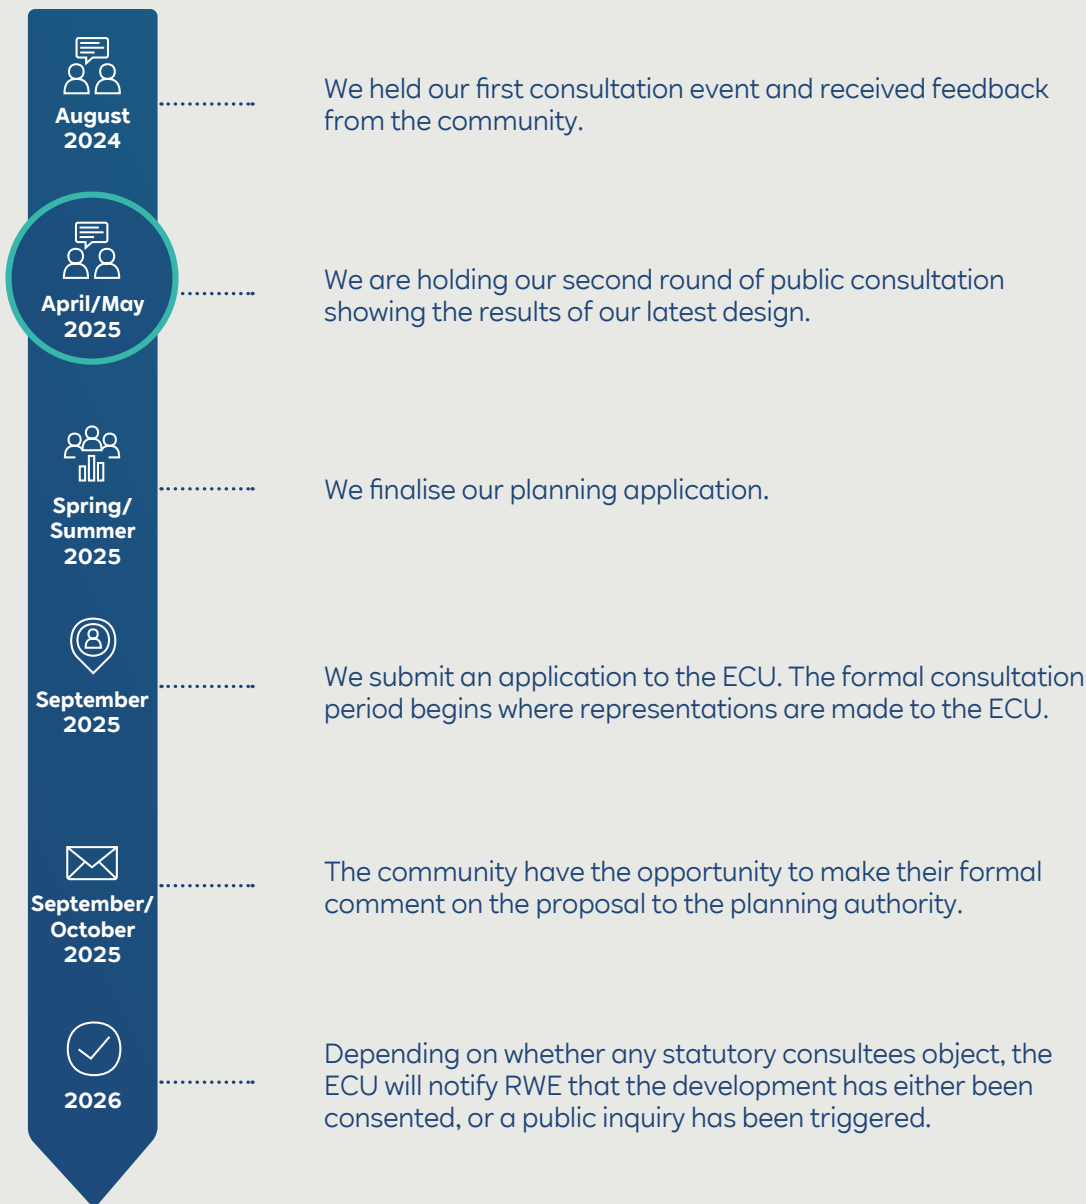 August
2024
We held our first consultation event and received feedback
from the community.
April/May
2025
We are holding our second round of public consultation
showing the results of our latest design.
Spring/
Summer
2025
We finalise our planning application.
September
2025
We submit an application to the ECU. The formal consultation
period begins where representations are made to the ECU.
September/
October
2025
The community have the opportunity to make their formal
comment on the proposal to the planning authority.
2026
Depending on whether any statutory consultees object, the
ECU will notify RWE that the development has either been
consented, or a public inquiry has been triggered.